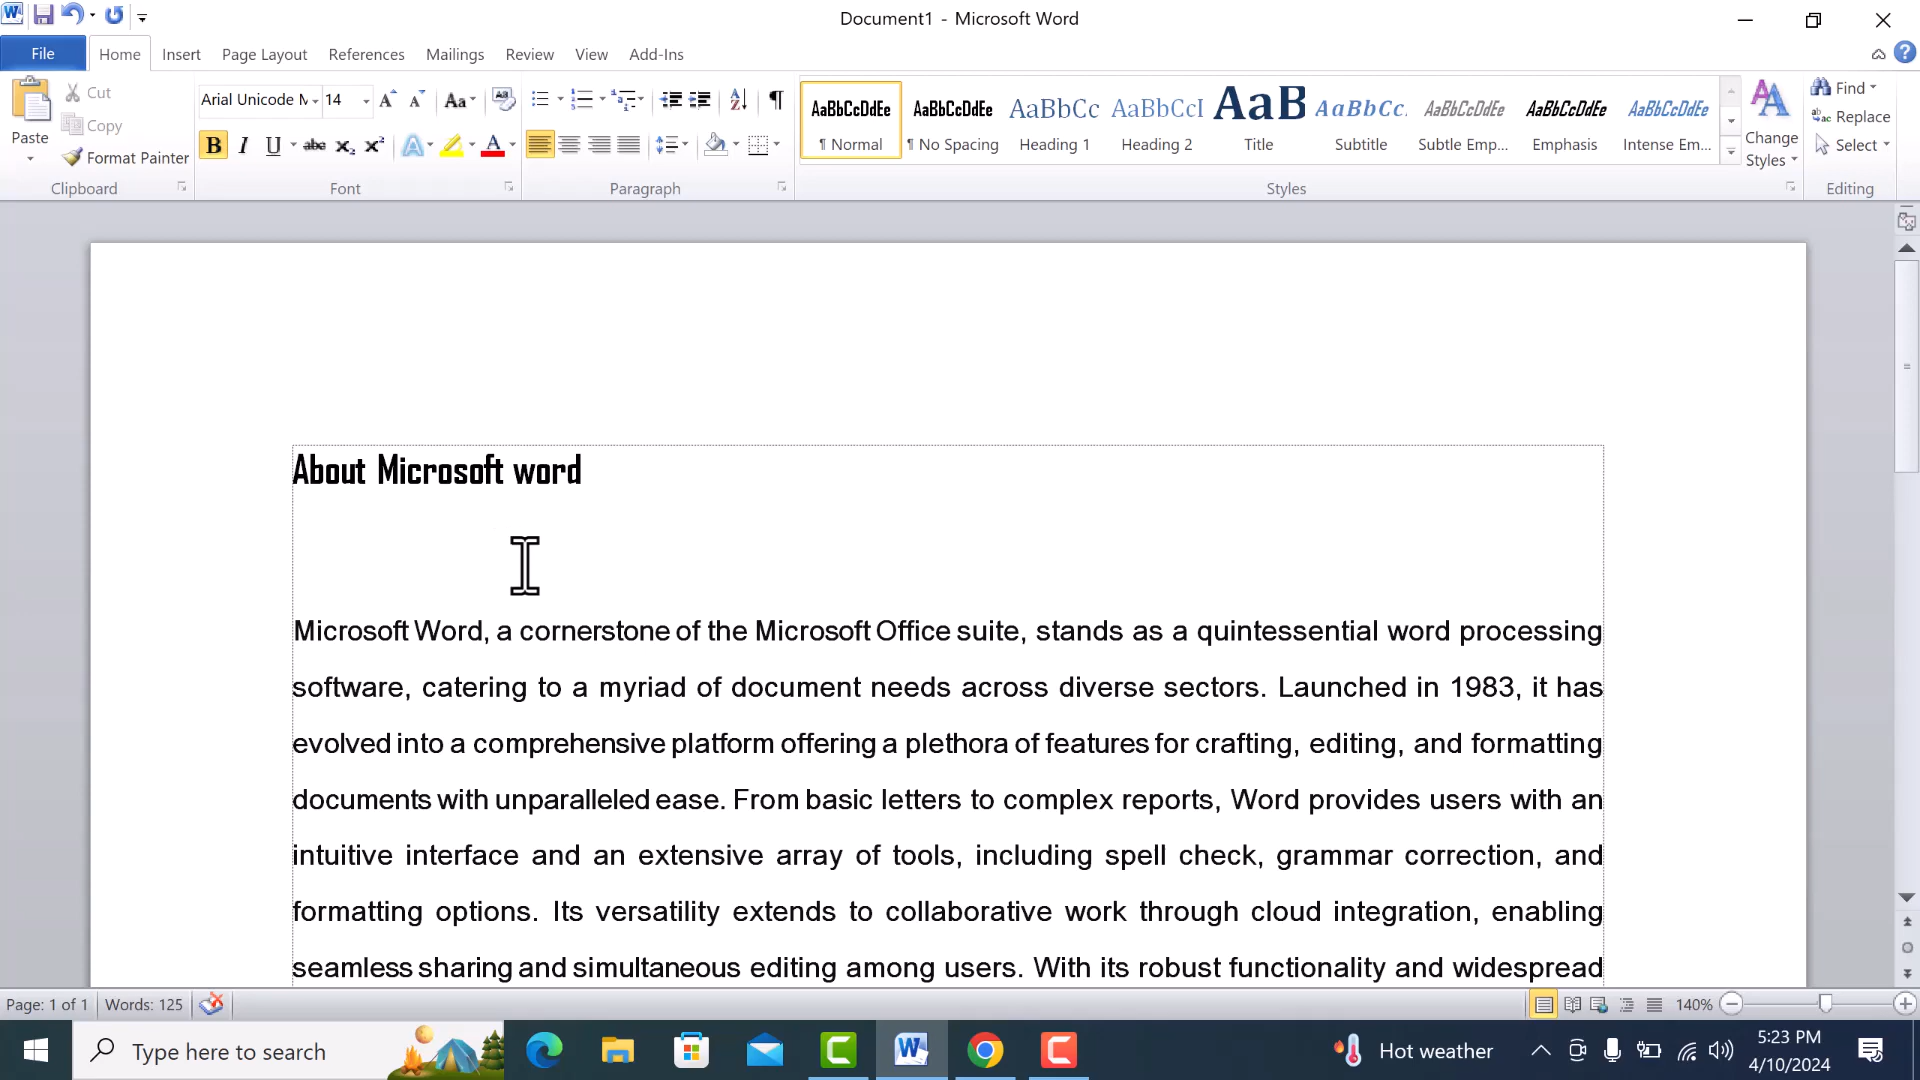 Document1 - Microsoft Word
File Home Insert Page Layout References Mailings Review View Add-Ins
Paste
Cut
Copy
Format Painter
Clipboard
Arial Unicode M 14
Font
Paragraph
AaBbCcDdEe AaBbCcDdEe AaBbCc AaBbCcI AaB AaBbCc. AaBbCcDdEe AaBbCcDdEe AaBbCcDdEe
¶ Normal ¶ No Spacing Heading 1 Heading 2 Title Subtitle Subtle Emp... Emphasis Intense Em...
Change
Styles
Styles
Find
Replace
Select
Editing
About Microsoft word
Microsoft Word, a cornerstone of the Microsoft Office suite, stands as a quintessential word processing
software, catering to a myriad of document needs across diverse sectors. Launched in 1983, it has
evolved into a comprehensive platform offering a plethora of features for crafting, editing, and formatting
documents with unparalleled ease. From basic letters to complex reports, Word provides users with an
intuitive interface and an extensive array of tools, including spell check, grammar correction, and
formatting options. Its versatility extends to collaborative work through cloud integration, enabling
seamless sharing and simultaneous editing among users. With its robust functionality and widespread
Page: 1 of 1 Words: 125 140%
Type here to search
Hot weather
5:23 PM
4/10/2024